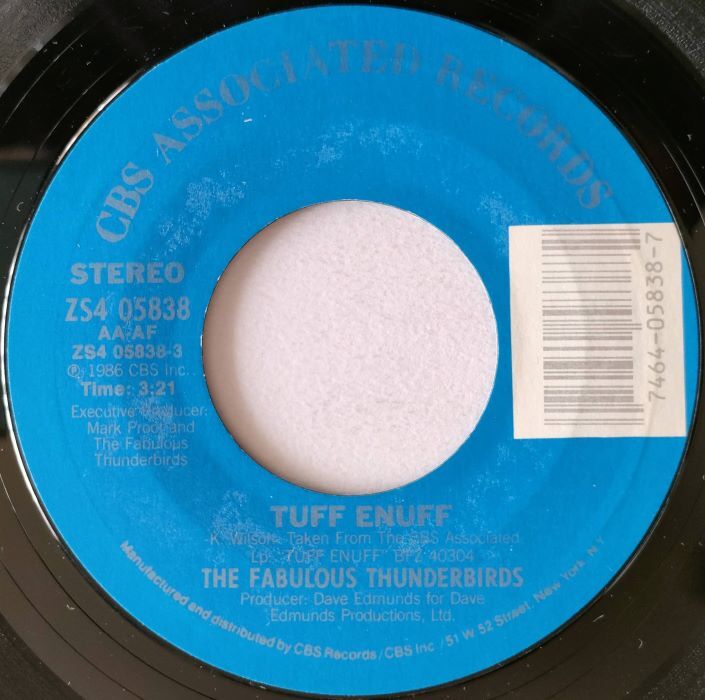 CBS ASSOCIATED RECORDS
STEREO
ZS4 05838
AA-AF
ZS4 05838-3
℗ 1986 CBS Inc.
Time: 3:21
Executive Producer:
Mark Proct and
The Fabulous
Thunderbirds
7464-05838-7
TUFF ENUFF
-K. Wilson- Taken From The CBS Associated
Lp: "TUFF ENUFF" BFZ 40304
THE FABULOUS THUNDERBIRDS
Producer: Dave Edmunds for Dave
Edmunds Productions, Ltd.
Manufactured and distributed by CBS Records/CBS Inc./51 W 52 Street New York, N.Y.